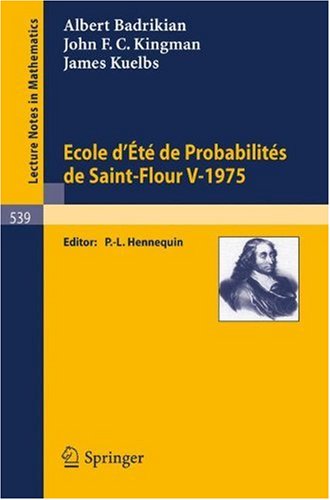 Albert Badrikian
John F. C. Kingman
James Kuelbs
Lecture Notes in Mathematics
539
Ecole d'Été de Probabilités
de Saint-Flour V-1975
Editor: P.-L. Hennequin
Springer